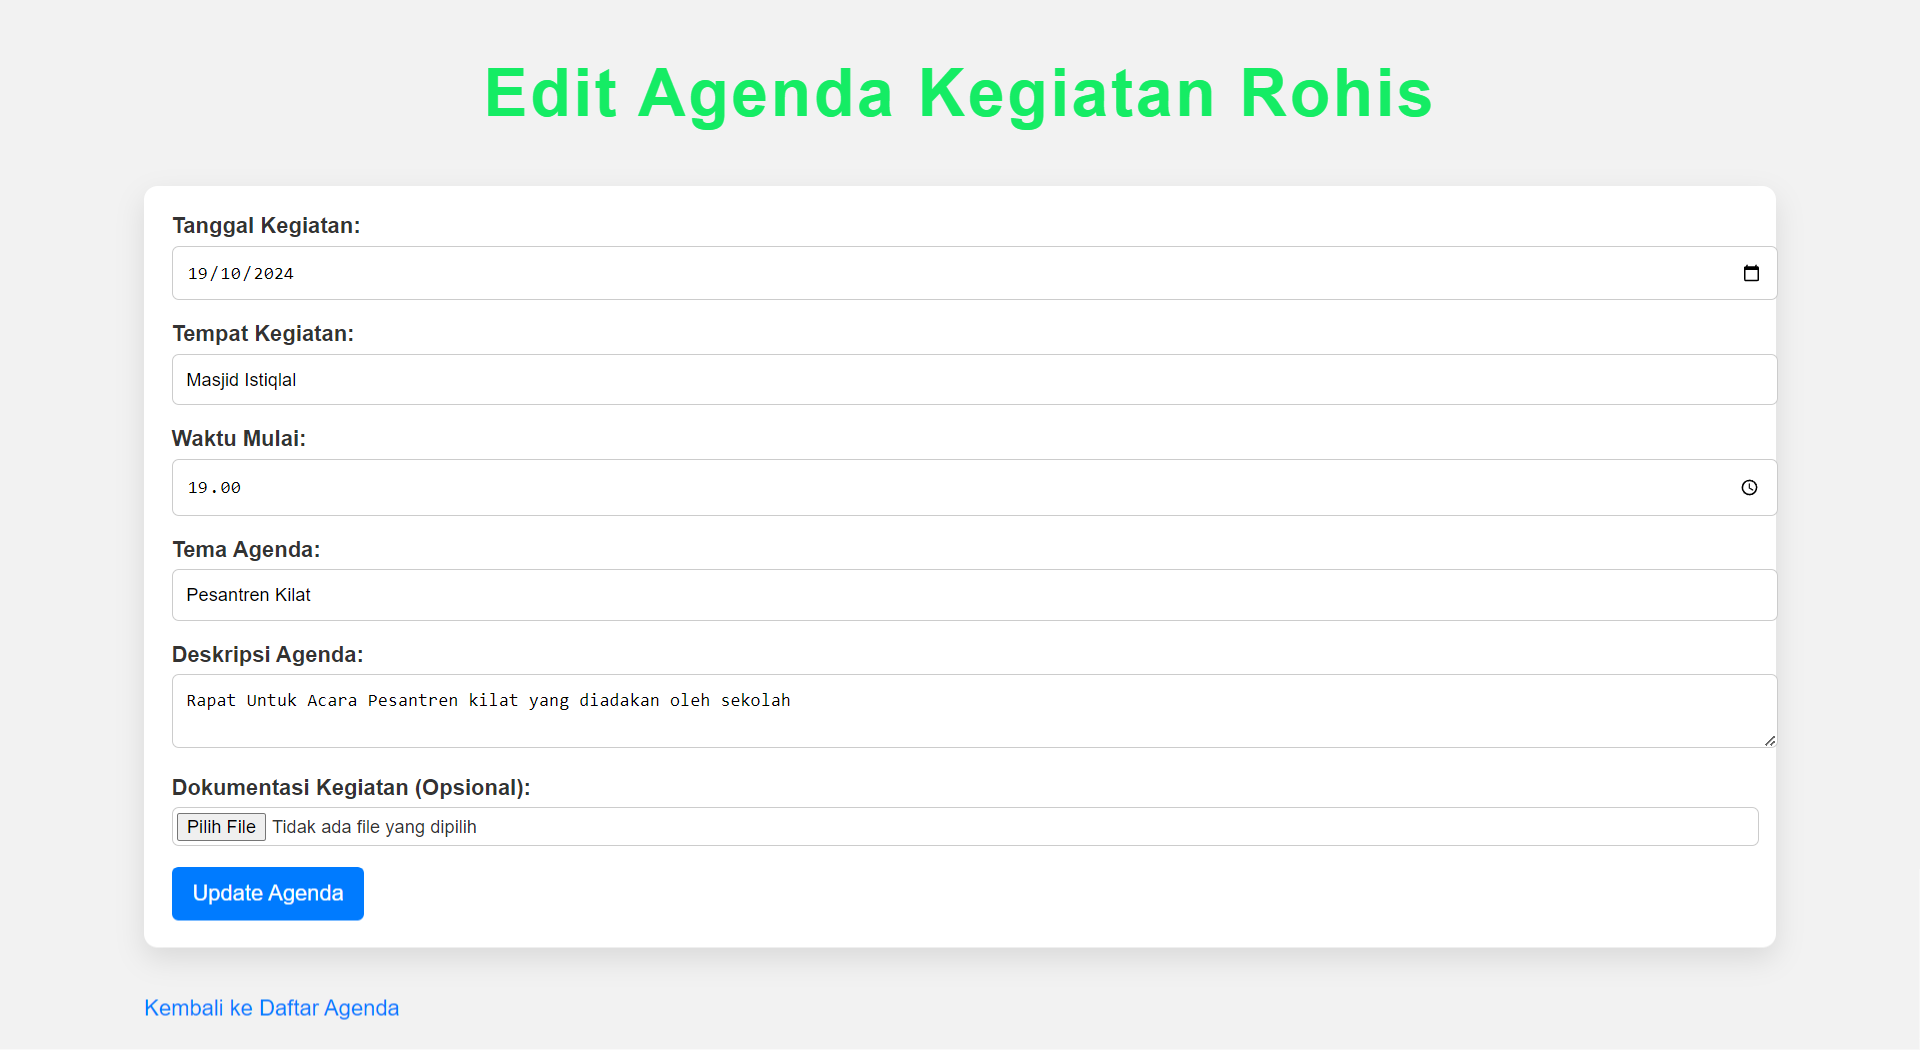 Edit Agenda Kegiatan Rohis
Tanggal Kegiatan:
19/10/2024
Tempat Kegiatan:
Masjid Istiqlal
Waktu Mulai:
19.00
Tema Agenda:
Pesantren Kilat
Deskripsi Agenda:
Rapat Untuk Acara Pesantren kilat yang diadakan oleh sekolah
Dokumentasi Kegiatan (Opsional):
Pilih File Tidak ada file yang dipilih
Update Agenda
Kembali ke Daftar Agenda